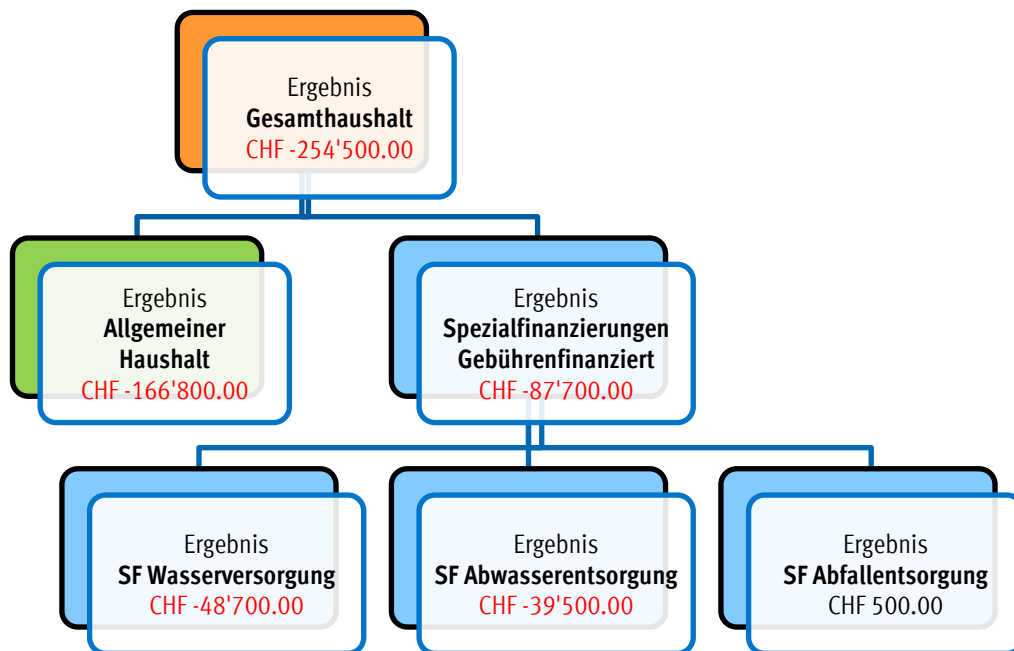 Ergebnis
Gesamthaushalt
CHF -254'500.00
Ergebnis
Allgemeiner
Haushalt
CHF -166'800.00
Ergebnis
Spezialfinanzierungen
Gebührenfinanziert
CHF -87'700.00
Ergebnis
SF Wasserversorgung
CHF -48'700.00
Ergebnis
SF Abwasserentsorgung
CHF -39'500.00
Ergebnis
SF Abfallentsorgung
CHF 500.00